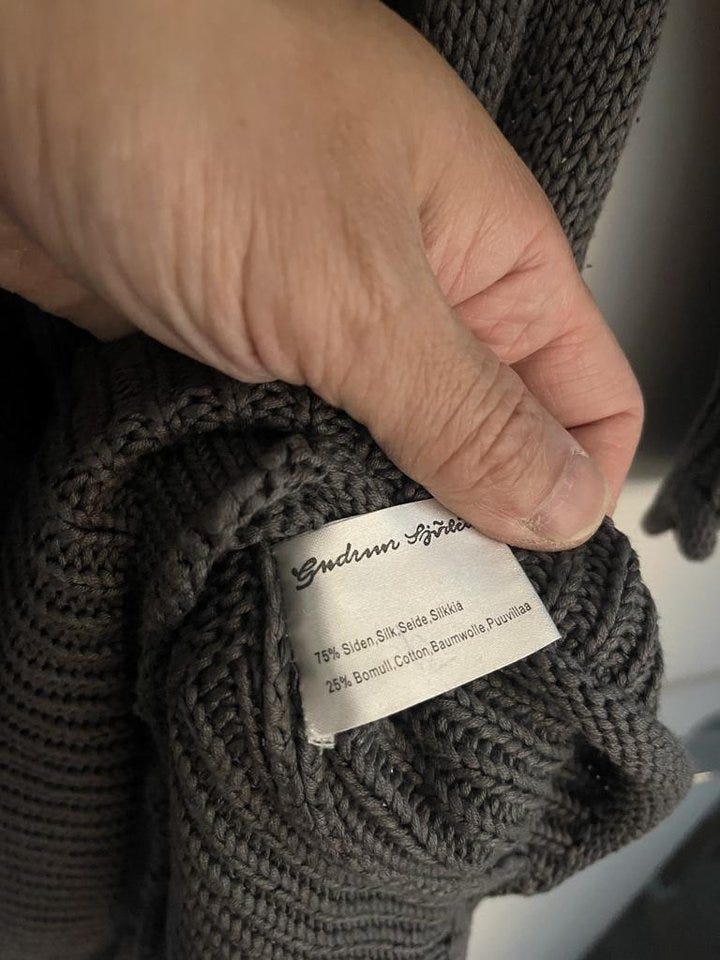 Gudrun
75% Siden,Silk,Seide,Silkkia
25% Bomull,Cotton,Baumwolle,Puuvillaa